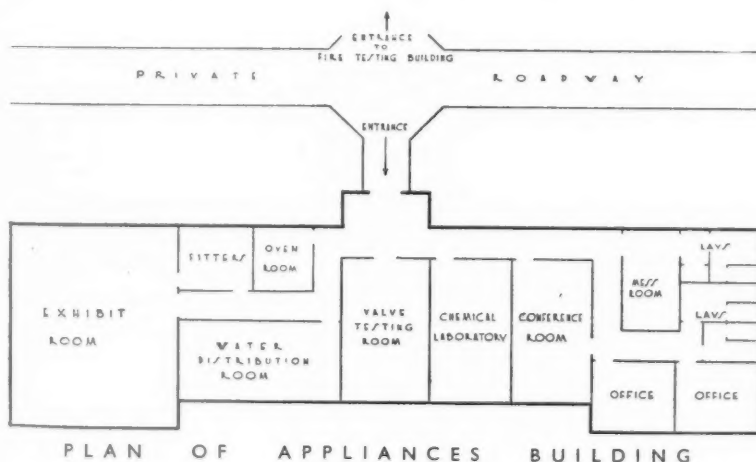 ENTRANCE
TO
FIRE TESTING BUILDING
PRIVATE ROADWAY
ENTRANCE
FITTERS
OVEN
ROOM
LAVS
MESS
ROOM
EXHIBIT
ROOM
VALVE
TESTING
ROOM
CHEMICAL
LABORATORY
CONFERENCE
ROOM
LAVS
WATER
DISTRIBUTION
ROOM
OFFICE
OFFICE
PLAN OF APPLIANCES BUILDING